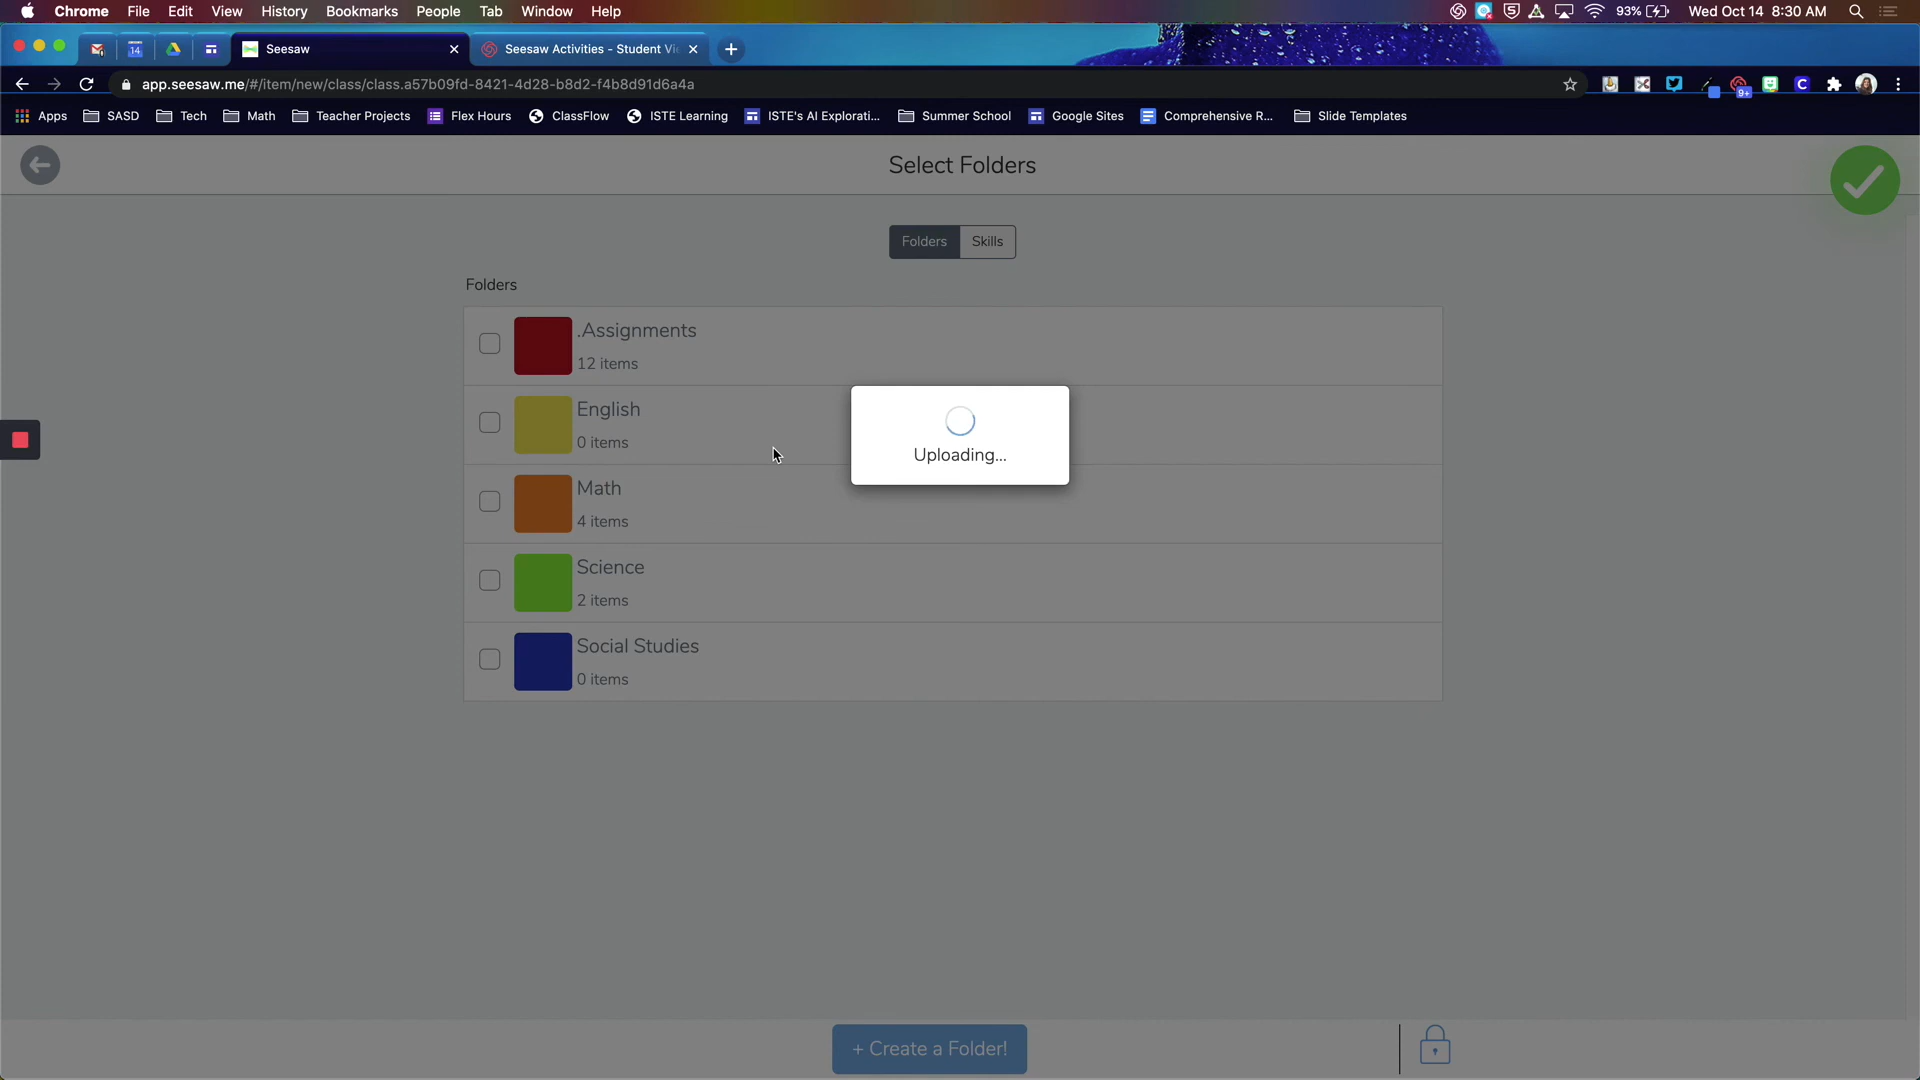 Chrome File Edit View History Bookmarks People Tab Window Help 93% Wed Oct 14 8:30 AM
14 Seesaw Seesaw Activities - Student Vi
app.seesaw.me/#/item/new/class/class.a57b09fd-8421-4d28-b8d2-f4b8d91d6a4a 9+
Apps SASD Tech Math Teacher Projects Flex Hours ClassFlow ISTE Learning ISTE's AI Explorati... Summer School Google Sites Comprehensive R... Slide Templates
Select Folders
Folders Skills
Folders
.Assignments
12 items
English
0 items
Uploading...
Math
4 items
Science
2 items
Social Studies
0 items
+ Create a Folder!